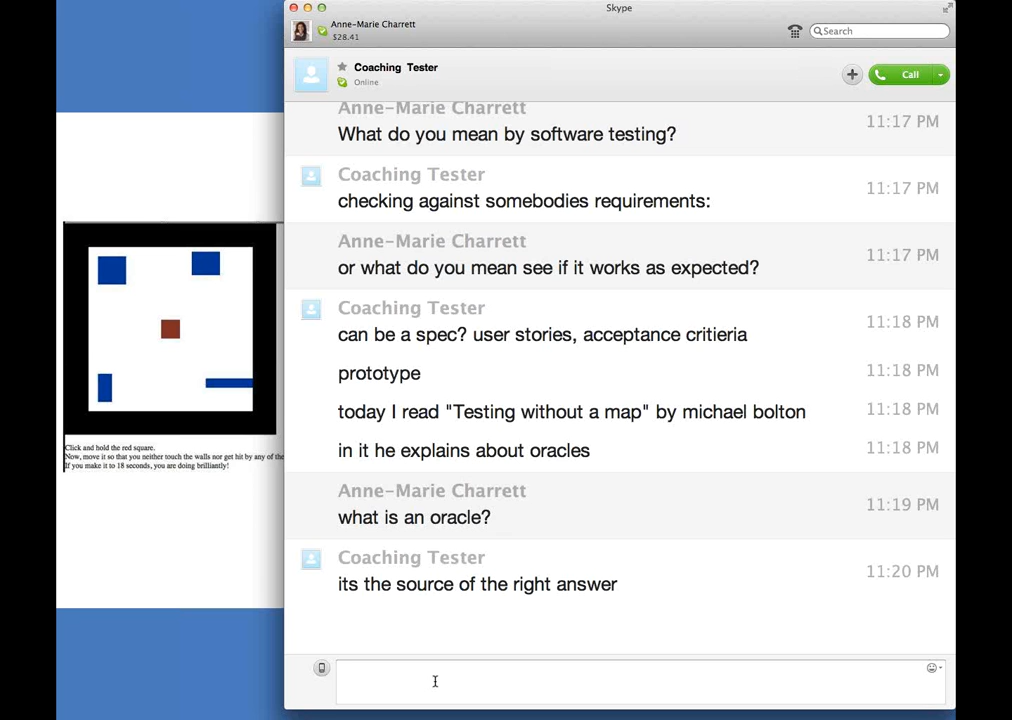 Skype
Anne-Marie Charrett
$28.41
Search
Coaching Tester
Online
Call
Anne-Marie Charrett
What do you mean by software testing?
11:17 PM
Coaching Tester
checking against somebodies requirements:
11:17 PM
Anne-Marie Charrett
or what do you mean see if it works as expected?
11:17 PM
Coaching Tester
can be a spec? user stories, acceptance critieria
11:18 PM
prototype
11:18 PM
today I read "Testing without a map" by michael bolton
11:18 PM
in it he explains about oracles
11:18 PM
Anne-Marie Charrett
what is an oracle?
11:19 PM
Coaching Tester
its the source of the right answer
11:20 PM
Click and hold the red square.
Now, move it so that you neither touch the walls nor get hit by any of the
If you make it to 18 seconds, you are doing brilliantly!